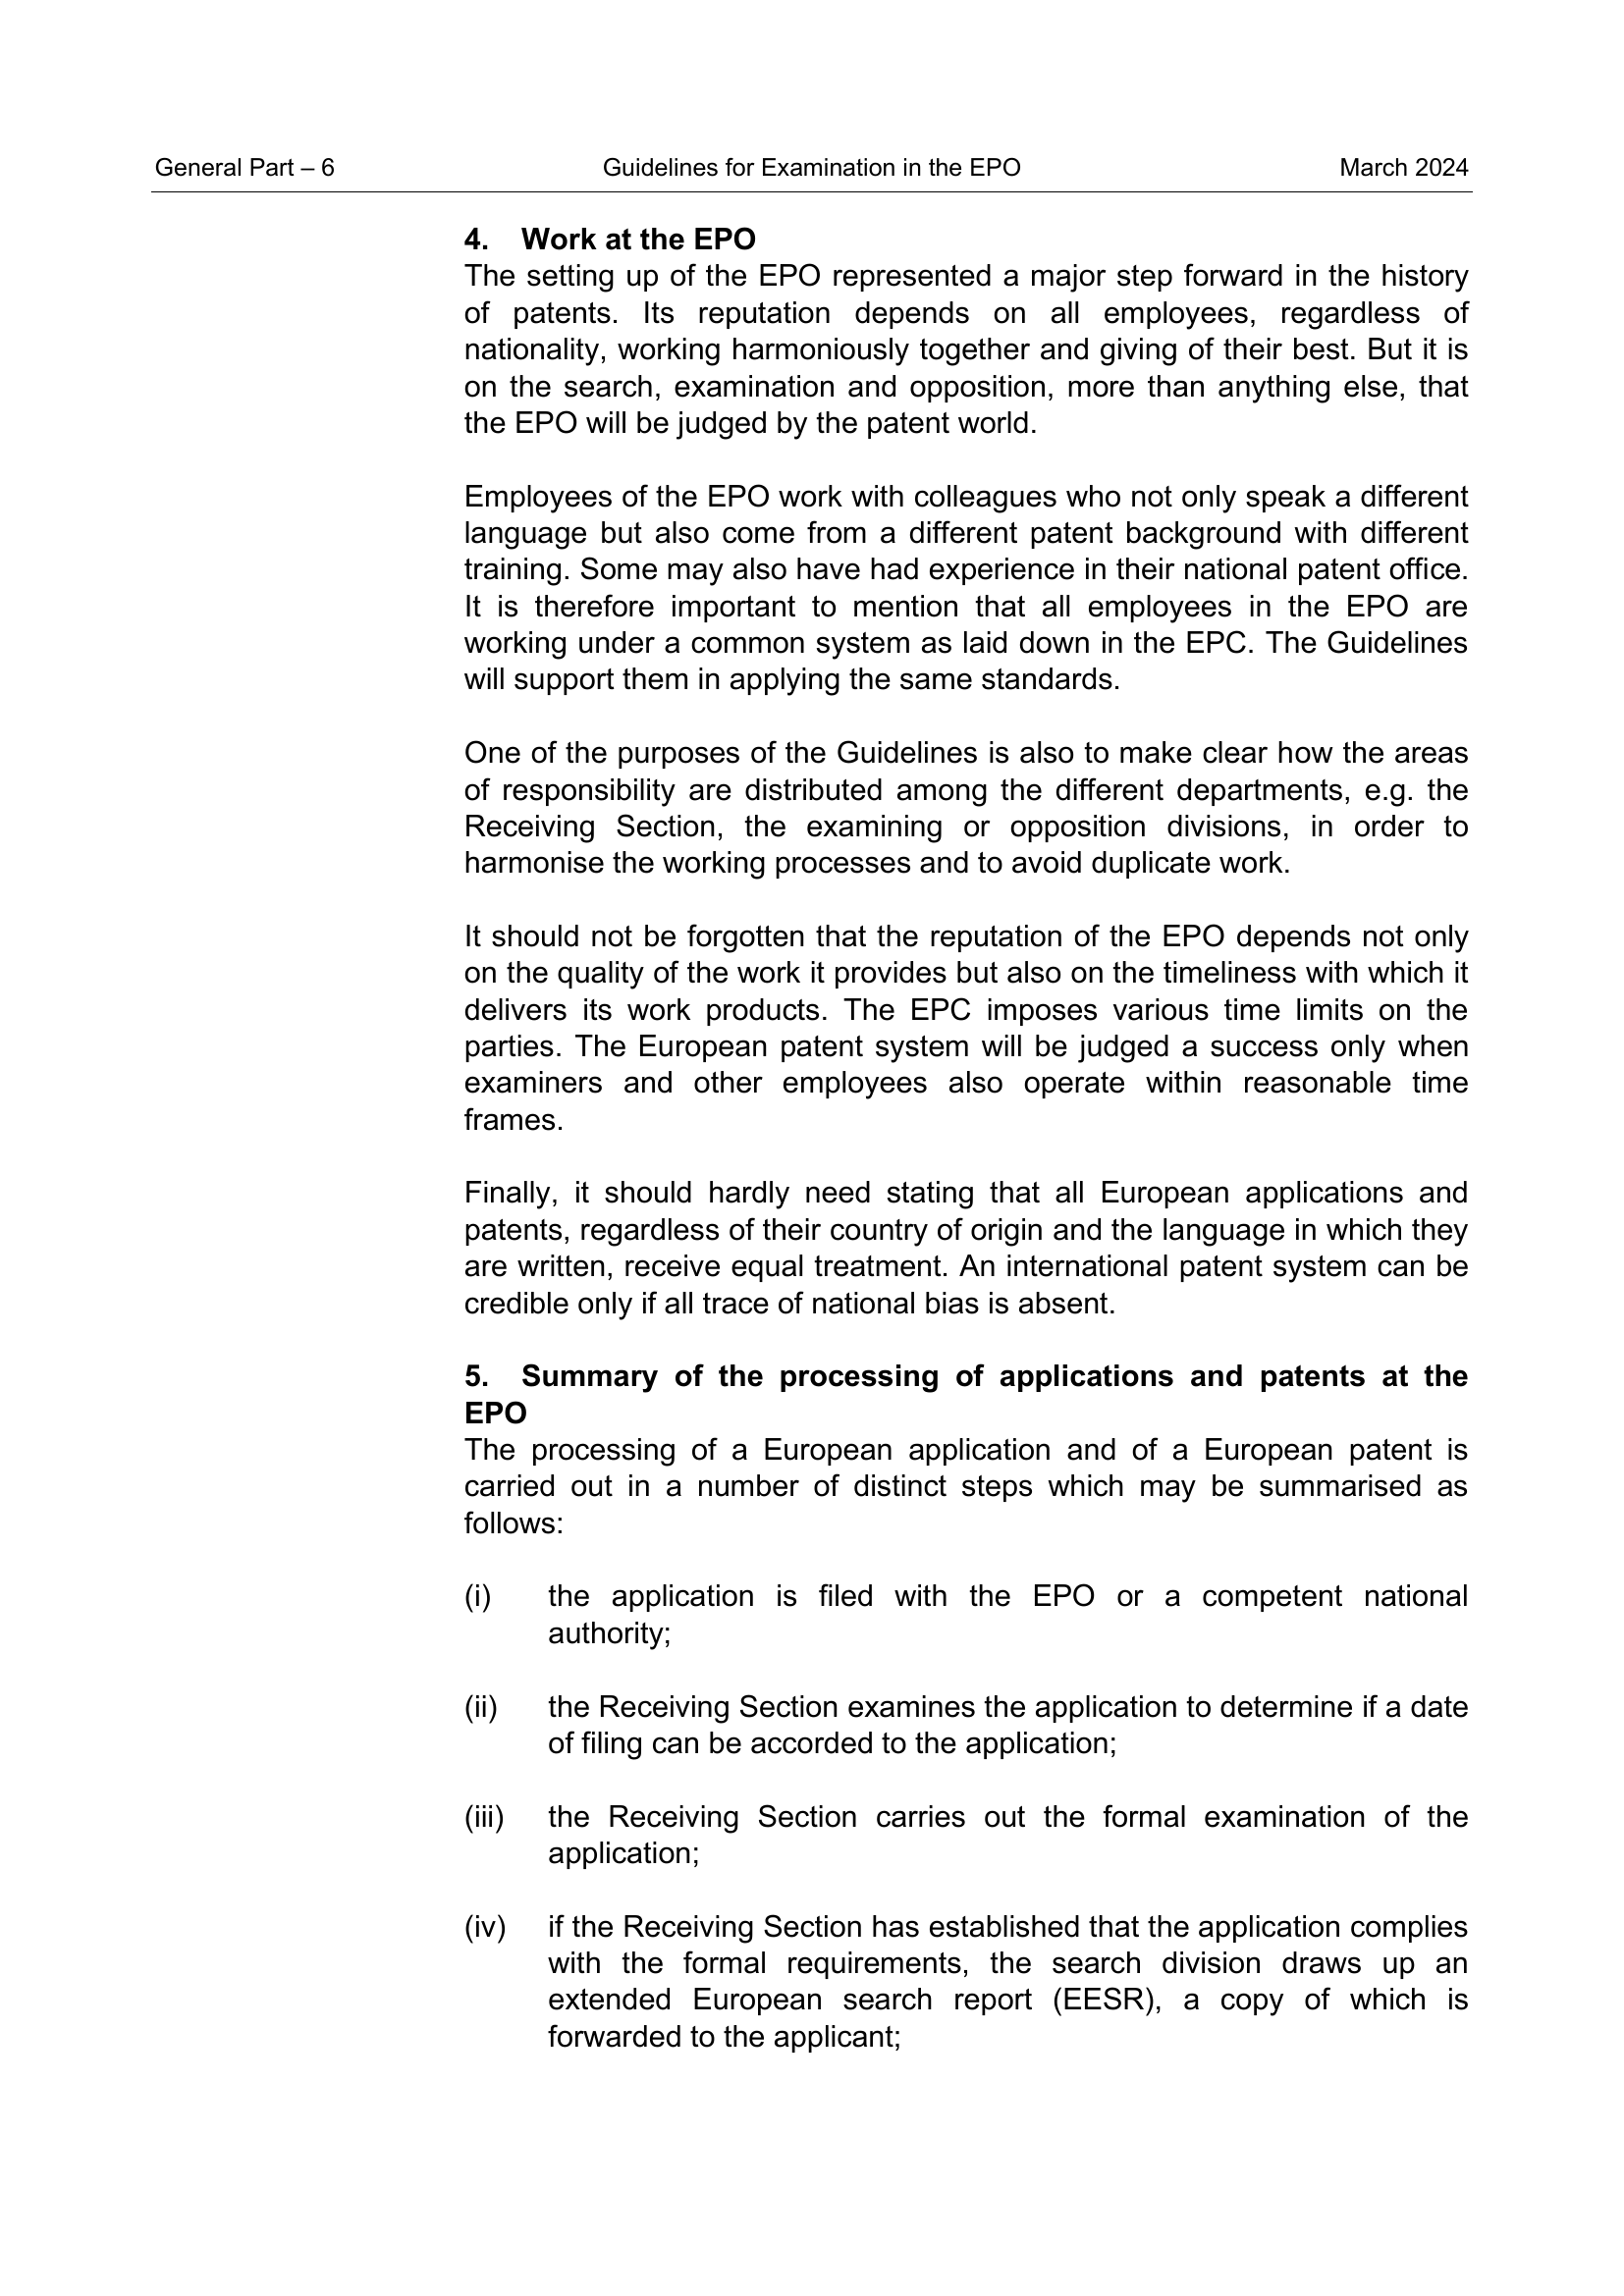 General Part – 6 Guidelines for Examination in the EPO March 2024
4. Work at the EPO
The setting up of the EPO represented a major step forward in the history
of patents. Its reputation depends on all employees, regardless of
nationality, working harmoniously together and giving of their best. But it is
on the search, examination and opposition, more than anything else, that
the EPO will be judged by the patent world.
Employees of the EPO work with colleagues who not only speak a different
language but also come from a different patent background with different
training. Some may also have had experience in their national patent office.
It is therefore important to mention that all employees in the EPO are
working under a common system as laid down in the EPC. The Guidelines
will support them in applying the same standards.
One of the purposes of the Guidelines is also to make clear how the areas
of responsibility are distributed among the different departments, e.g. the
Receiving Section, the examining or opposition divisions, in order to
harmonise the working processes and to avoid duplicate work.
It should not be forgotten that the reputation of the EPO depends not only
on the quality of the work it provides but also on the timeliness with which it
delivers its work products. The EPC imposes various time limits on the
parties. The European patent system will be judged a success only when
examiners and other employees also operate within reasonable time
frames.
Finally, it should hardly need stating that all European applications and
patents, regardless of their country of origin and the language in which they
are written, receive equal treatment. An international patent system can be
credible only if all trace of national bias is absent.
5. Summary of the processing of applications and patents at the
EPO
The processing of a European application and of a European patent is
carried out in a number of distinct steps which may be summarised as
follows:
(i) the application is filed with the EPO or a competent national
authority;
(ii) the Receiving Section examines the application to determine if a date
of filing can be accorded to the application;
(iii) the Receiving Section carries out the formal examination of the
application;
(iv) if the Receiving Section has established that the application complies
with the formal requirements, the search division draws up an
extended European search report (EESR), a copy of which is
forwarded to the applicant;